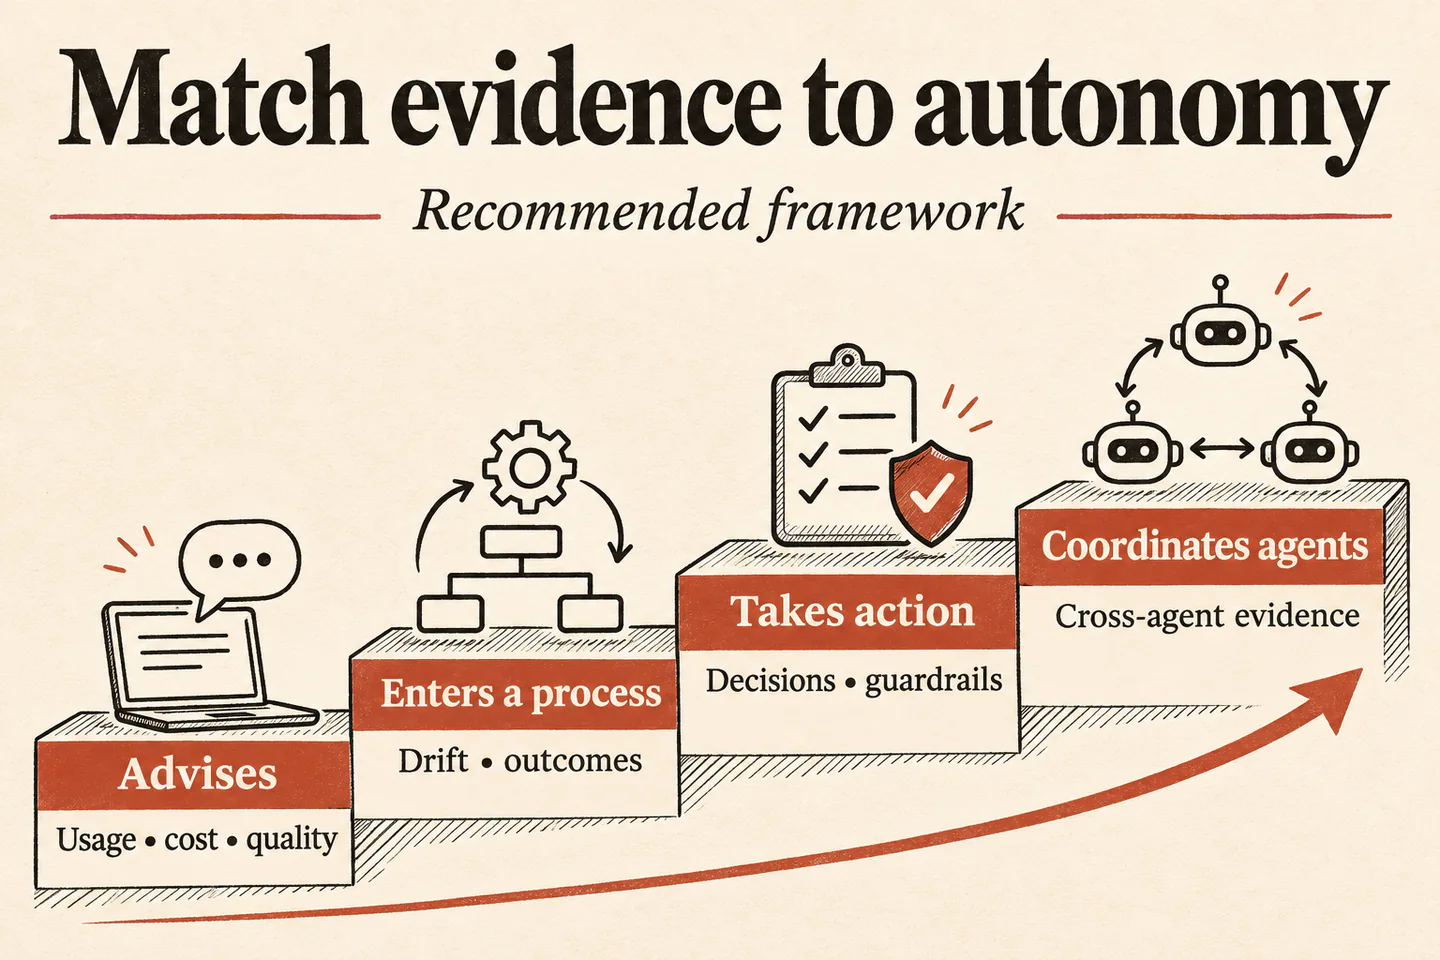 Match evidence to autonomy
Recommended framework
Advises
Usage • cost • quality
Enters a process
Drift • outcomes
Takes action
Decisions • guardrails
Coordinates agents
Cross-agent evidence